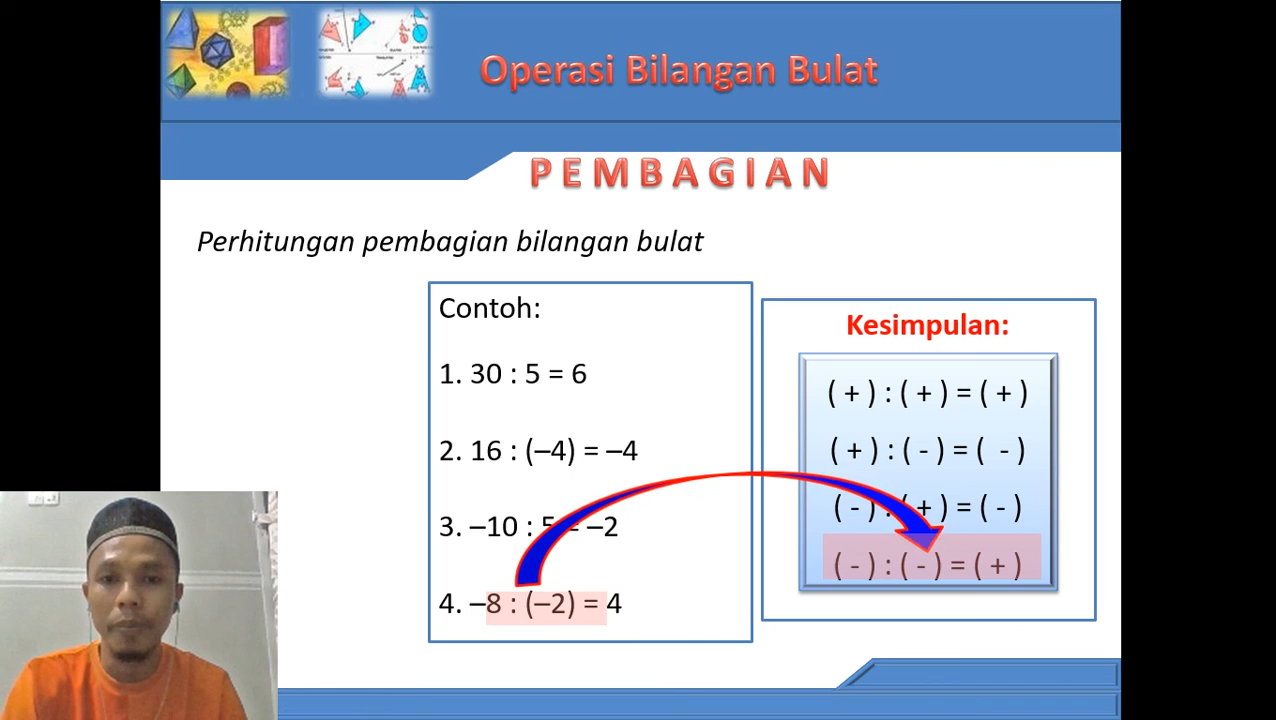 Operasi Bilangan Bulat
PEMBAGIAN
Perhitungan pembagian bilangan bulat
Contoh:
1. 30 : 5 = 6
2. 16 : (–4) = –4
3. –10 : 5 = –2
4. –8 : (–2) = 4
Kesimpulan:
( + ) : ( + ) = ( + )
( + ) : ( - ) = ( - )
( - ) : ( + ) = ( - )
( - ) : ( - ) = ( + )